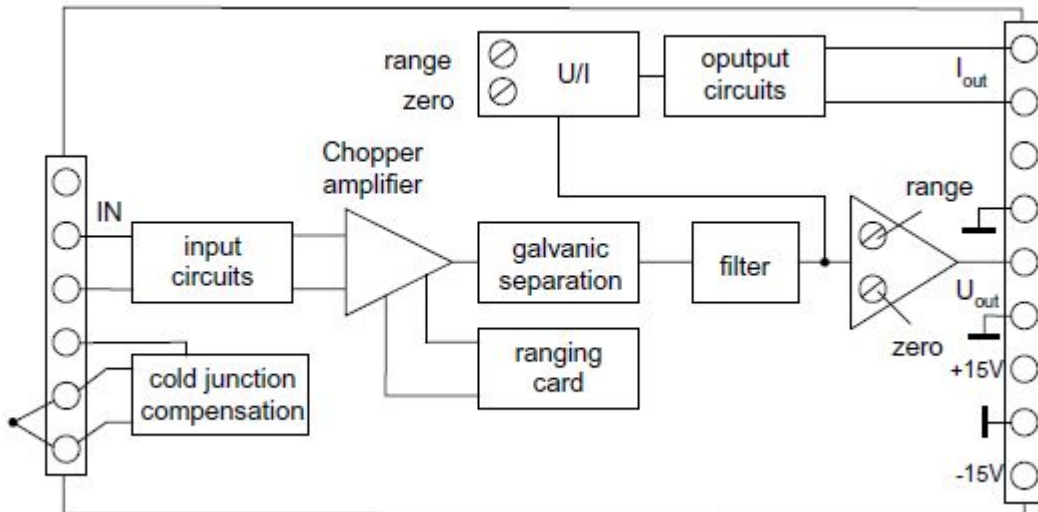 range
zero
U/I
oputput
circuits
I out
Chopper
amplifier
IN
input
circuits
galvanic
separation
filter
range
zero
U out
cold junction
compensation
ranging
card
+15V
-15V